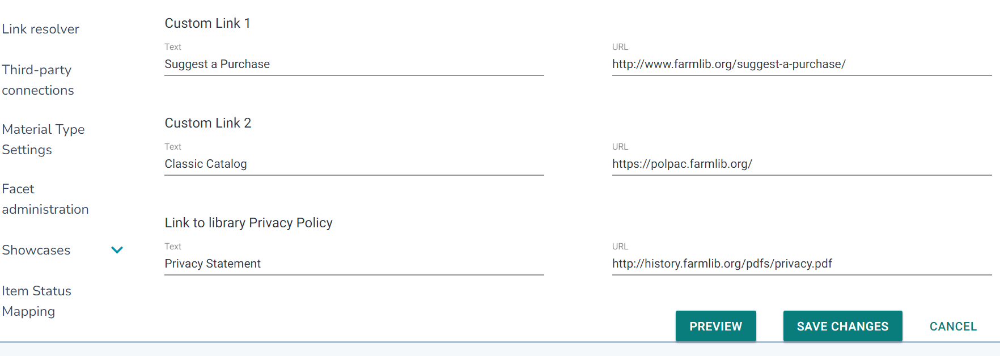 Link resolver
Third-party
connections
Material Type
Settings
Facet
administration
Showcases
Item Status
Mapping
Custom Link 1
Text
Suggest a Purchase
URL
http://www.farmlib.org/suggest-a-purchase/
Custom Link 2
Text
Classic Catalog
URL
https://polpac.farmlib.org/
Link to library Privacy Policy
Text
Privacy Statement
URL
http://history.farmlib.org/pdfs/privacy.pdf
PREVIEW
SAVE CHANGES
CANCEL